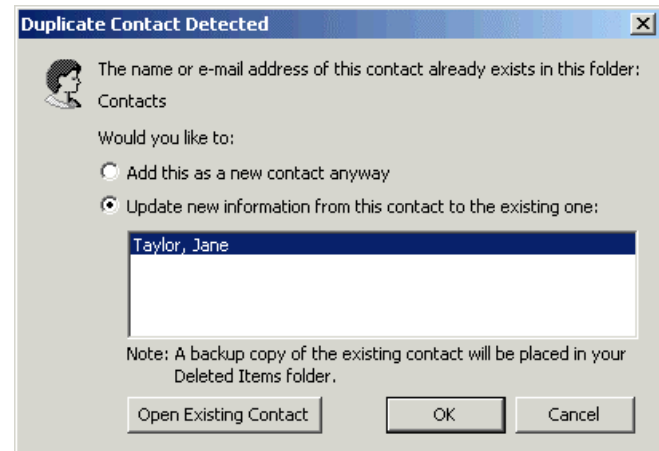 Duplicate Contact Detected
The name or e-mail address of this contact already exists in this folder:
Contacts
Would you like to:
Add this as a new contact anyway
Update new information from this contact to the existing one:
Taylor, Jane
Note: A backup copy of the existing contact will be placed in your
Deleted Items folder.
Open Existing Contact
OK
Cancel